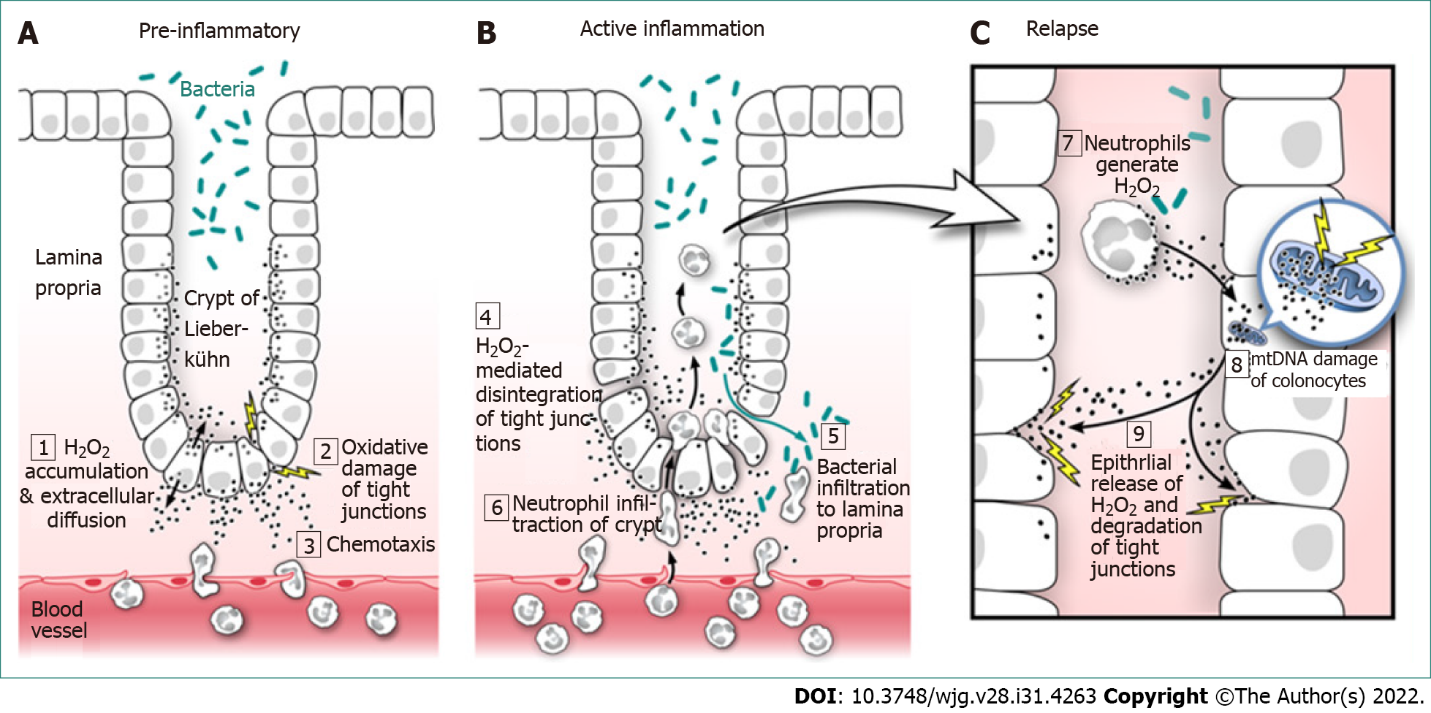 A
Pre-inflammatory
Bacteria
Lamina
propria
Crypt of
Lieber-
kühn
1 H₂O₂
accumulation
& extracellular
diffusion
2 Oxidative
damage
of tight
junctions
3 Chemotaxis
Blood
vessel
B
Active inflammation
4
H₂O₂-
mediated
disintegration
of tight junc-
tions
5
Bacterial
infiltration
to lamina
propria
6 Neutrophil infil-
traction of crypt
C
Relapse
7 Neutrophils
generate
H₂O₂
8 mtDNA damage
of colonocytes
9
Epithrlial
release of
H₂O₂ and
degradation
of tight
junctions
DOI: 10.3748/wjg.v28.i31.4263 Copyright ©The Author(s) 2022.